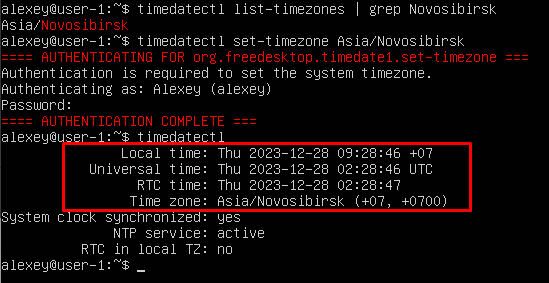 alexey@user-1:~$ timedatectl list-timezones | grep Novosibirsk
Asia/Novosibirsk
alexey@user-1:~$ timedatectl set-timezone Asia/Novosibirsk
==== AUTHENTICATING FOR org.freedesktop.timedate1.set-timezone ===
Authentication is required to set the system timezone.
Authenticating as: Alexey (alexey)
Password:
==== AUTHENTICATION COMPLETE ===
alexey@user-1:~$ timedatectl
Local time: Thu 2023-12-28 09:28:46 +07
Universal time: Thu 2023-12-28 02:28:46 UTC
RTC time: Thu 2023-12-28 02:28:47
Time zone: Asia/Novosibirsk (+07, +0700)
System clock synchronized: yes
NTP service: active
RTC in local TZ: no
alexey@user-1:~$ _